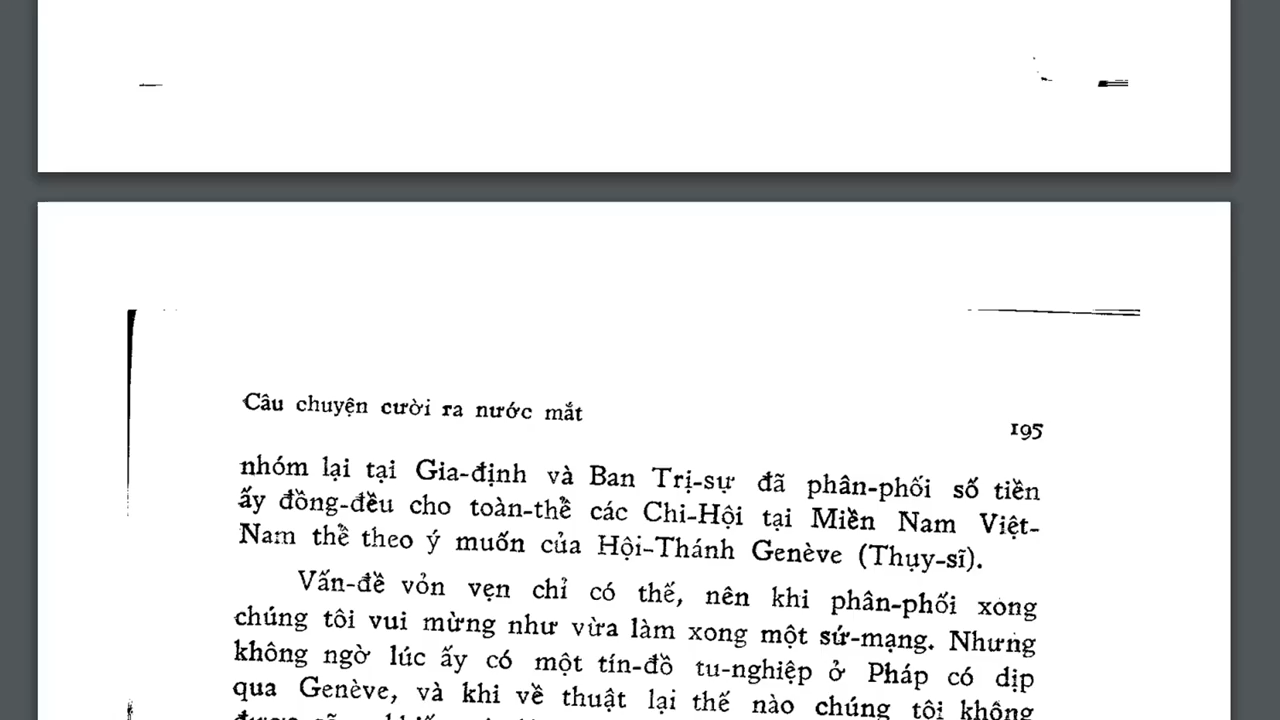 Câu chuyện cười ra nước mắt
195
nhóm lại tại Gia-định và Ban Trị-sự đã phân-phối số tiền
ấy đồng-đều cho toàn-thể các Chi-Hội tại Miền Nam Việt-
Nam thể theo ý muốn của Hội-Thánh Genève (Thụy-sĩ).
Vấn-đề vỏn vẹn chỉ có thế, nên khi phân-phối xong
chúng tôi vui mừng như vừa làm xong một sứ-mạng. Nhưng
không ngờ lúc ấy có một tín-đồ tu-nghiệp ở Pháp có dịp
qua Genève, và khi về thuật lại thế nào chúng tôi không